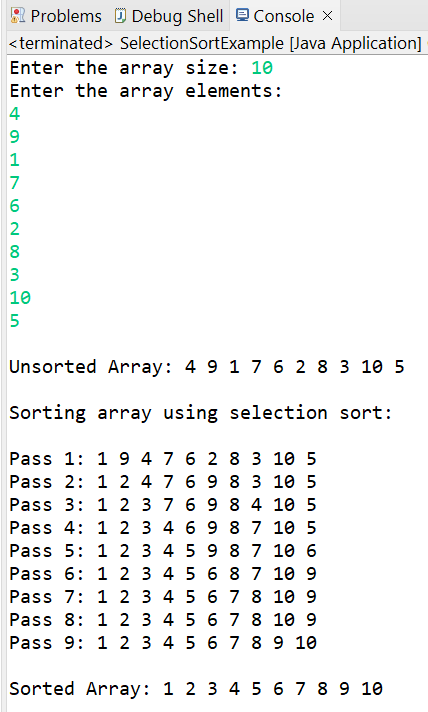 Problems Debug Shell Console
<terminated> SelectionSortExample [Java Application]
Enter the array size: 10
Enter the array elements:
4
9
1
7
6
2
8
3
10
5
Unsorted Array: 4 9 1 7 6 2 8 3 10 5
Sorting array using selection sort:
Pass 1: 1 9 4 7 6 2 8 3 10 5
Pass 2: 1 2 4 7 6 9 8 3 10 5
Pass 3: 1 2 3 7 6 9 8 4 10 5
Pass 4: 1 2 3 4 6 9 8 7 10 5
Pass 5: 1 2 3 4 5 9 8 7 10 6
Pass 6: 1 2 3 4 5 6 8 7 10 9
Pass 7: 1 2 3 4 5 6 7 8 10 9
Pass 8: 1 2 3 4 5 6 7 8 10 9
Pass 9: 1 2 3 4 5 6 7 8 9 10
Sorted Array: 1 2 3 4 5 6 7 8 9 10